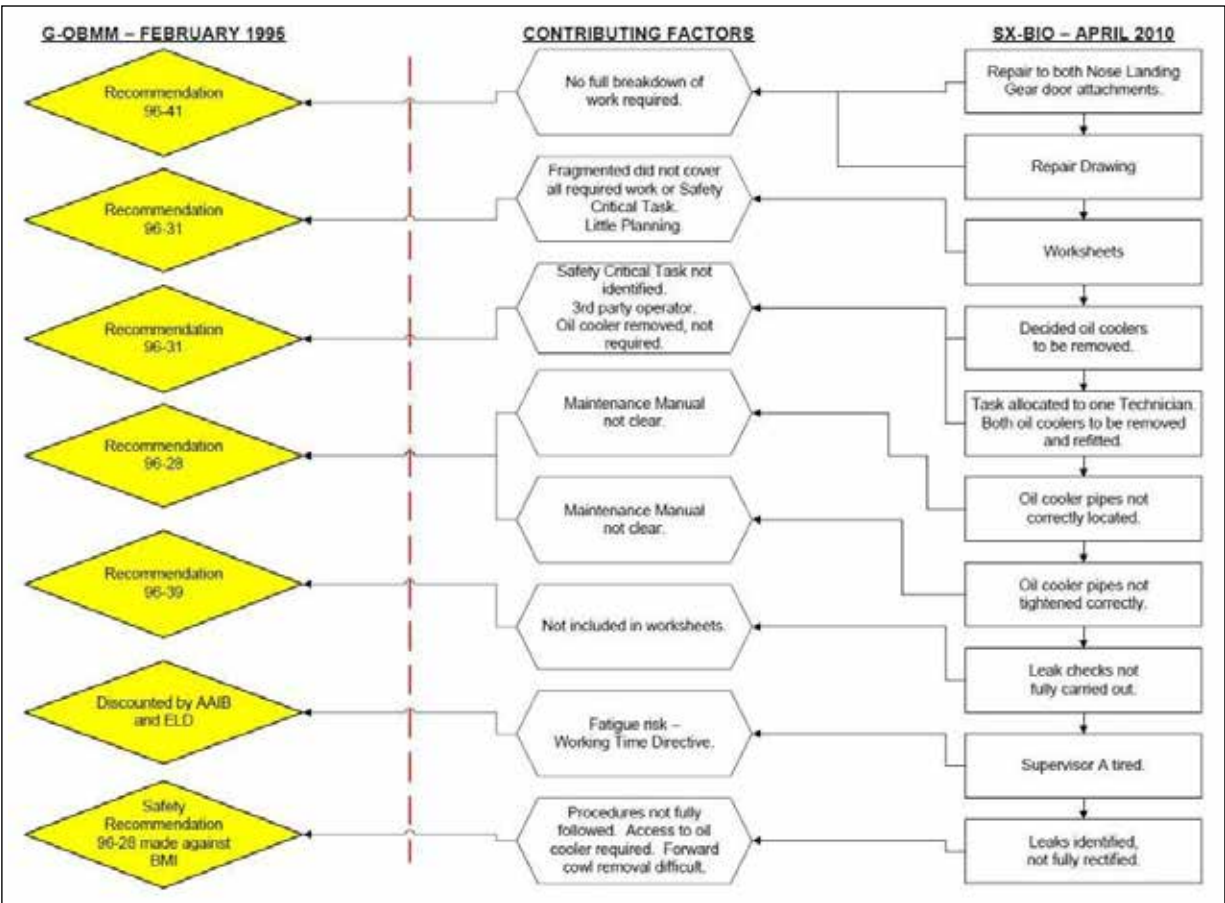 G-OBMM – FEBRUARY 1995
CONTRIBUTING FACTORS
SX-BIO – APRIL 2010
Recommendation
96-41
No full breakdown of
work required.
Repair to both Nose Landing
Gear door attachments.
Repair Drawing
Recommendation
96-31
Fragmented did not cover
all required work or Safety
Critical Task.
Little Planning.
Worksheets
Recommendation
96-31
Safety Critical Task not
identified.
3rd party operator.
Oil cooler removed, not
required.
Decided oil coolers
to be removed.
Task allocated to one Technician.
Both oil coolers to be removed
and refitted.
Recommendation
96-28
Maintenance Manual
not clear.
Oil cooler pipes not
correctly located.
Maintenance Manual
not clear.
Oil cooler pipes not
tightened correctly.
Recommendation
96-39
Not included in worksheets.
Leak checks not
fully carried out.
Discounted by AAIB
and ELD
Fatigue risk –
Working Time Directive.
Supervisor A tired.
Safety
Recommendation
96-28 made against
BMI
Procedures not fully
followed. Access to oil
cooler required. Forward
cowl removal difficult.
Leaks identified,
not fully rectified.